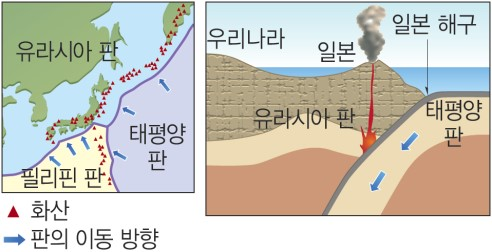 유라시아 판
태평양
판
필리핀 판
화산
판의 이동 방향
우리나라
일본
일본 해구
유라시아 판
태평양
판